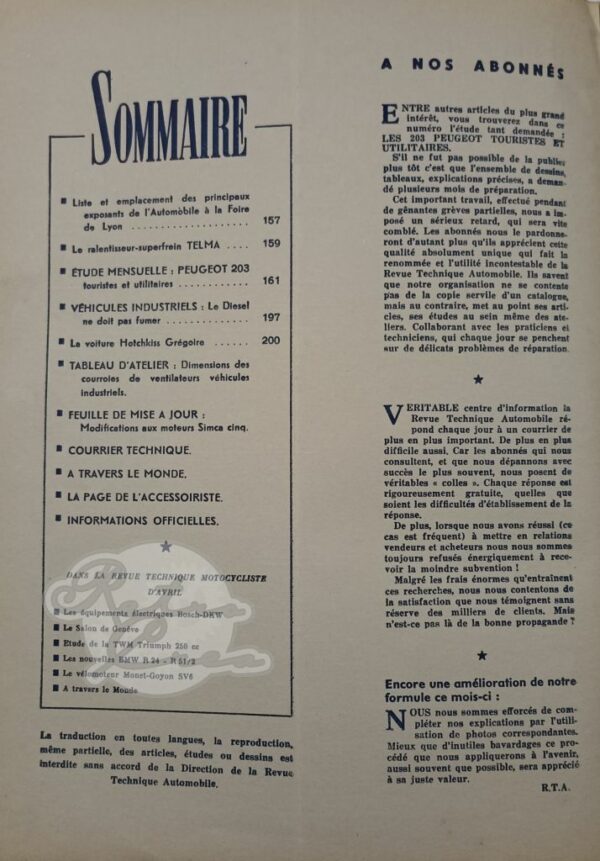 SOMMAIRE
■ Liste et emplacement des principaux
exposants de l'Automobile à la Foire
de Lyon .................. 157
■ Le ralentisseur-superfrein TELMA .... 159
■ ÉTUDE MENSUELLE : PEUGEOT 203
touristes et utilitaires ............ 161
■ VÉHICULES INDUSTRIELS : Le Diesel
ne doit pas fumer .............. 197
■ La voiture Hotchkiss Grégoire ...... 200
■ TABLEAU D'ATELIER : Dimensions des
courroies de ventilateurs véhicules
industriels.
■ FEUILLE DE MISE A JOUR :
Modifications aux moteurs Simca cinq.
■ COURRIER TECHNIQUE.
■ A TRAVERS LE MONDE.
■ LA PAGE DE L'ACCESSOIRISTE.
■ INFORMATIONS OFFICIELLES.
★
DANS LA REVUE TECHNIQUE MOTOCYCLISTE
D'AVRIL
■ Les équipements électriques Bosch-DKW
■ Le Salon de Genève
■ Etude de la TWM Triumph 250 cc
■ Les nouvelles BMW R 24 - R 51/2
■ Le vélomoteur Monet-Goyon SV6
■ A travers le Monde
La traduction en toutes langues, la reproduction,
même partielle, des articles, études ou dessins est
interdite sans accord de la Direction de la Revue
Technique Automobile.
A NOS ABONNÉS
ENTRE autres articles du plus grand
intérêt, vous trouverez dans ce
numéro l'étude tant demandée :
LES 203 PEUGEOT TOURISTES ET
UTILITAIRES.
S'il ne fut pas possible de la publier
plus tôt c'est que l'ensemble de dessins,
tableaux, explications précises, a deman-
dé plusieurs mois de préparation.
Cet important travail, effectué pendant
de gênantes grèves partielles, nous a im-
posé un sérieux retard, qui sera vite
comblé. Les abonnés nous le pardonne-
ront d'autant plus qu'ils apprécient cette
qualité absolument unique qui fait la
renommée et l'utilité incontestable de la
Revue Technique Automobile. Ils savent
que notre organisation ne se contente
pas de la copie servile d'un catalogue,
mais au contraire, met au point ses arti-
cles, ses études au sein même des ate-
liers. Collaborant avec les praticiens et
techniciens, qui chaque jour se penchent
sur de délicats problèmes de réparation.
★
VERITABLE centre d'information la
Revue Technique Automobile ré-
pond chaque jour à un courrier de
plus en plus important. De plus en plus
difficile aussi. Car les abonnés qui nous
consultent, et que nous dépannons avec
succès le plus souvent, nous posent de
véritables « colles ». Chaque réponse est
rigoureusement gratuite, quelles que
soient les difficultés d'établissement de la
réponse.
De plus, lorsque nous avons réussi (ce
cas est fréquent) à mettre en relations
vendeurs et acheteurs nous nous sommes
toujours refusés énergiquement à rece-
voir la moindre subvention !
Malgré les frais énormes qu'entraînent
ces recherches, nous nous contentons de
la satisfaction que nous témoignent sans
réserve des milliers de clients. Mais
n'est-ce pas là de la bonne propagande ?
★
Encore une amélioration de notre
formule ce mois-ci :
NOUS nous sommes efforcés de com-
pléter nos explications par l'utili-
sation de photos correspondantes.
Mieux que d'inutiles bavardages ce pro-
cédé que nous appliquerons à l'avenir,
aussi souvent que possible, sera apprécié
à sa juste valeur.
R.T.A.